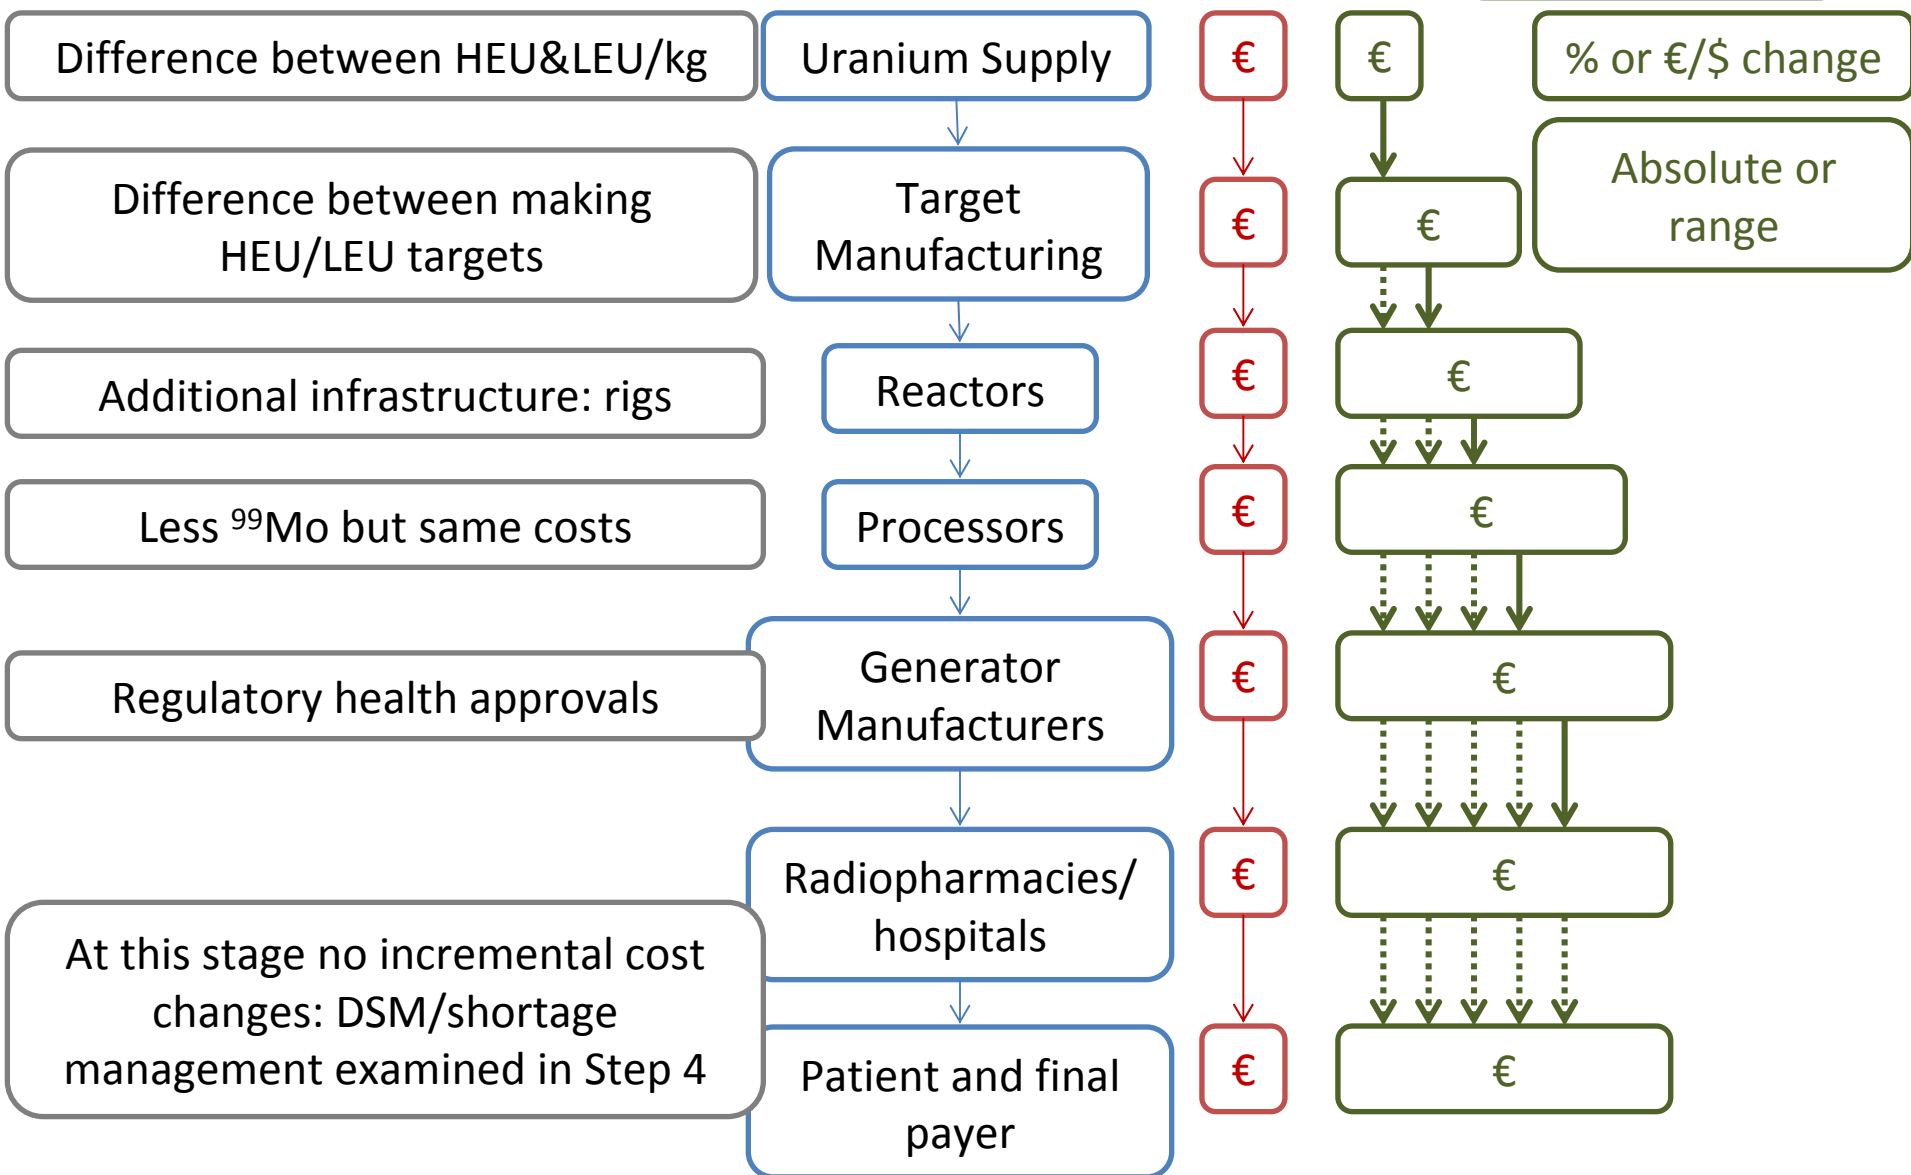 Difference between HEU&LEU/kg
Uranium Supply
€
€
% or €/$ change
Difference between making
HEU/LEU targets
Target
Manufacturing
€
€
Absolute or
range
Additional infrastructure: rigs
Reactors
€
€
Less ⁹⁹Mo but same costs
Processors
€
€
Regulatory health approvals
Generator
Manufacturers
€
€
Radiopharmacies/
hospitals
€
€
At this stage no incremental cost
changes: DSM/shortage
management examined in Step 4
Patient and final
payer
€
€